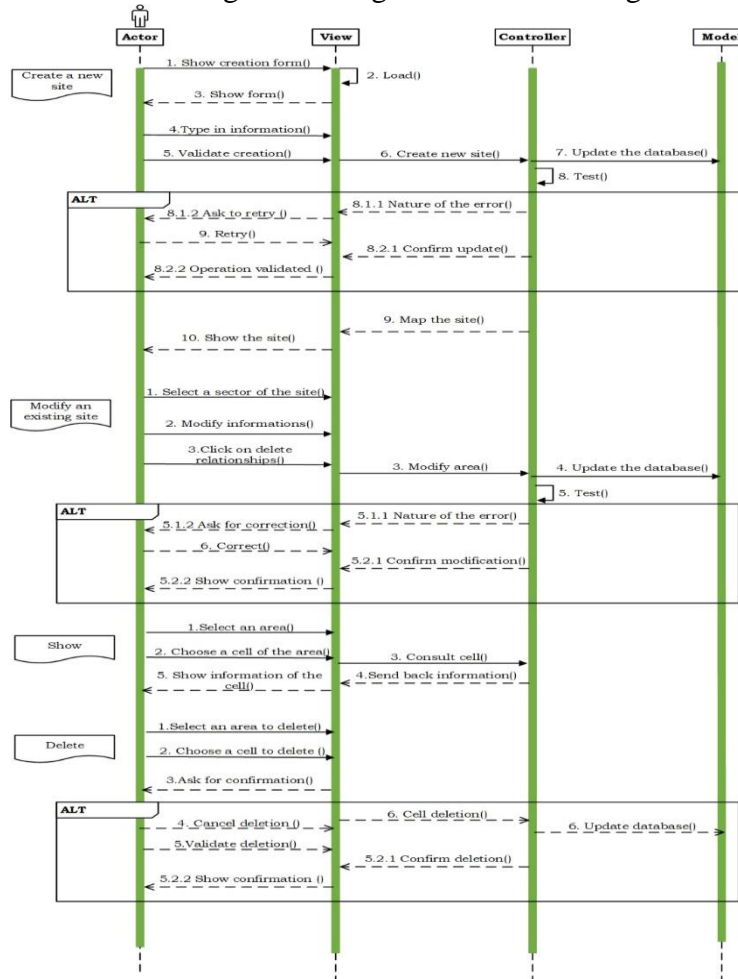 Actor View Controller Model
1. Show creation form()
Create a new
site
2. Load()
3. Show form()
4.Type in information()
5. Validate creation() 6. Create new site() 7. Update the database()
8. Test()
ALT
8.1.1 Nature of the error()
8.1.2 Ask to retry ()
9. Retry()
8.2.1 Confirm update()
8.2.2 Operation validated ()
9. Map the site()
10. Show the site()
1. Select a sector of the site()
Modify an
existing site
2. Modify informations()
3.Click on delete
relationships()
3. Modify area() 4. Update the database()
5. Test()
ALT
5.1.1 Nature of the error()
5.1.2 Ask for correction()
6. Correct()
5.2.1 Confirm modification()
5.2.2 Show confirmation ()
1.Select an area()
Show
2. Choose a cell of the area() 3. Consult cell()
5. Show information of the
cell()
4.Send back information()
1.Select an area to delete()
Delete
2. Choose a cell to delete ()
3.Ask for confirmation()
ALT
6. Cell deletion()
4. Cancel deletion () 6. Update database()
5.Validate deletion()
5.2.1 Confirm deletion()
5.2.2 Show confirmation ()